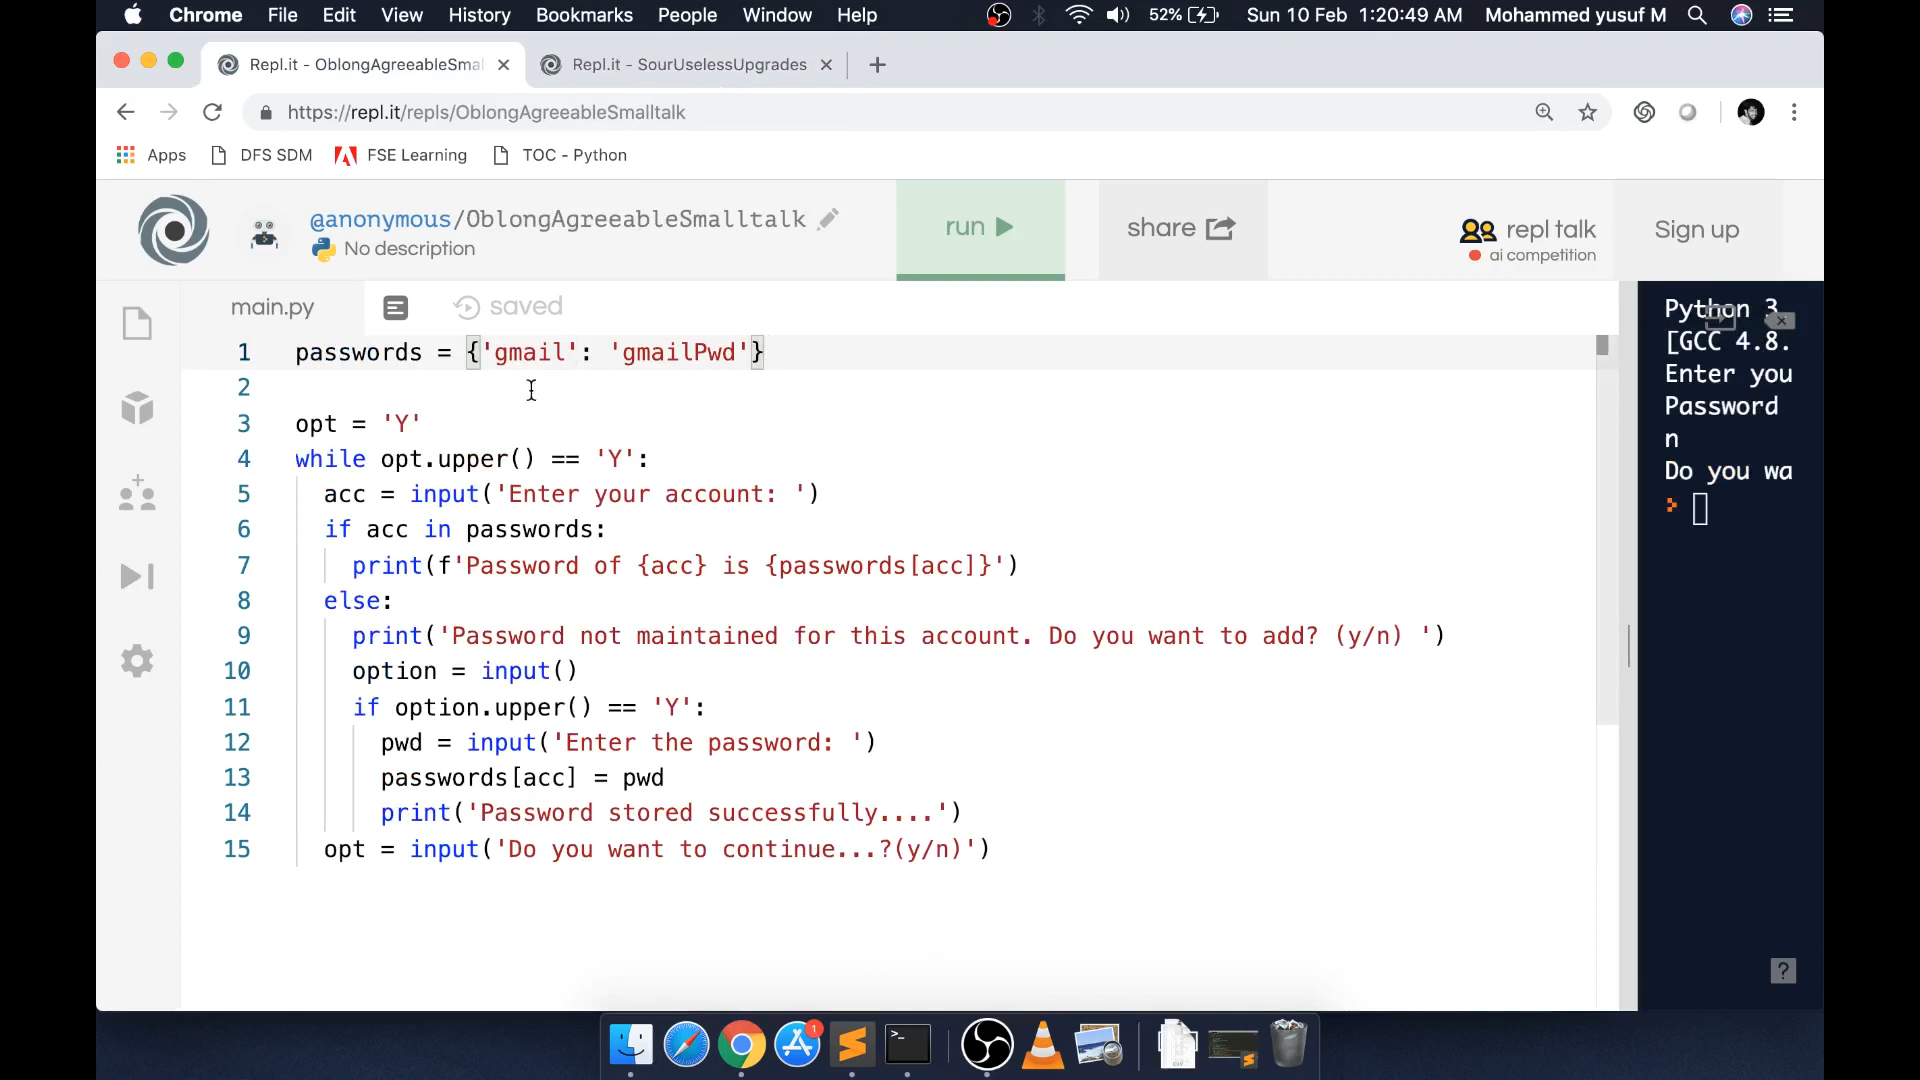 Chrome File Edit View History Bookmarks People Window Help 52% Sun 10 Feb 1:20:49 AM Mohammed yusuf M
Repl.it - OblongAgreeableSma Repl.it - SourUselessUpgrades
https://repl.it/repls/OblongAgreeableSmalltalk
Apps DFS SDM FSE Learning TOC - Python
@anonymous/OblongAgreeableSmalltalk
No description
run
share
repl talk
ai competition
Sign up
main.py
saved
1 passwords = {'gmail': 'gmailPwd'}
2
3 opt = 'Y'
4 while opt.upper() == 'Y':
5 acc = input('Enter your account: ')
6 if acc in passwords:
7 print(f'Password of {acc} is {passwords[acc]}')
8 else:
9 print('Password not maintained for this account. Do you want to add? (y/n) ')
10 option = input()
11 if option.upper() == 'Y':
12 pwd = input('Enter the password: ')
13 passwords[acc] = pwd
14 print('Password stored successfully....')
15 opt = input('Do you want to continue...?(y/n)')
Python 3
[GCC 4.8.
Enter you
Password
n
Do you wa
>
?
1